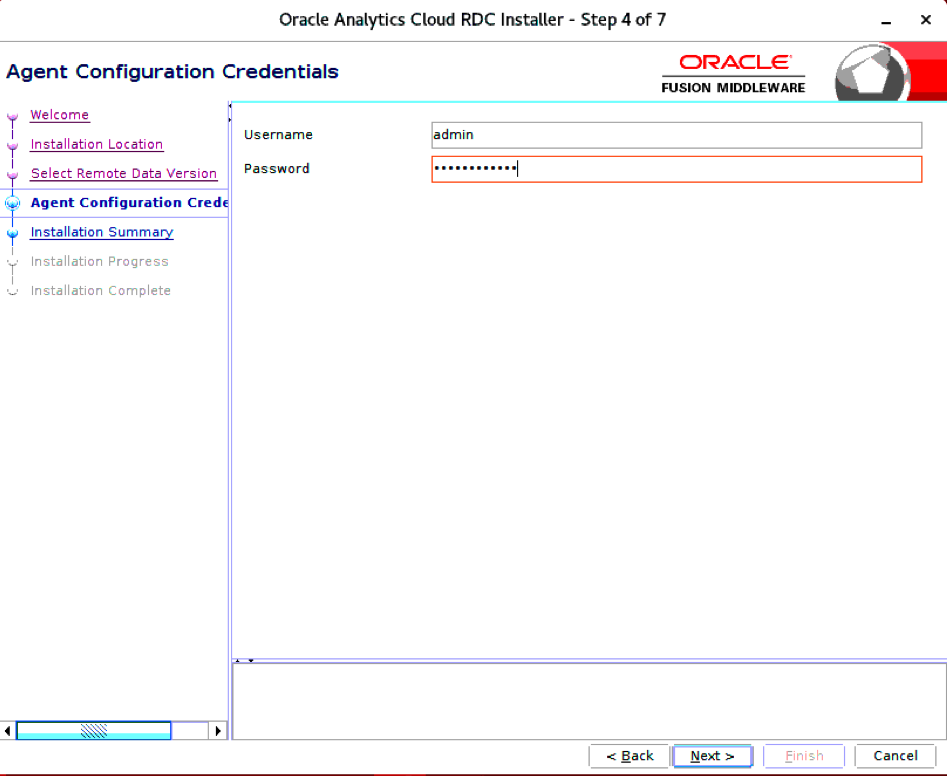 Oracle Analytics Cloud RDC Installer - Step 4 of 7
Agent Configuration Credentials
ORACLE
FUSION MIDDLEWARE
Welcome
Installation Location
Select Remote Data Version
Agent Configuration Crede
Installation Summary
Installation Progress
Installation Complete
Username
admin
Password
••••••••••••
< Back
Next >
Finish
Cancel